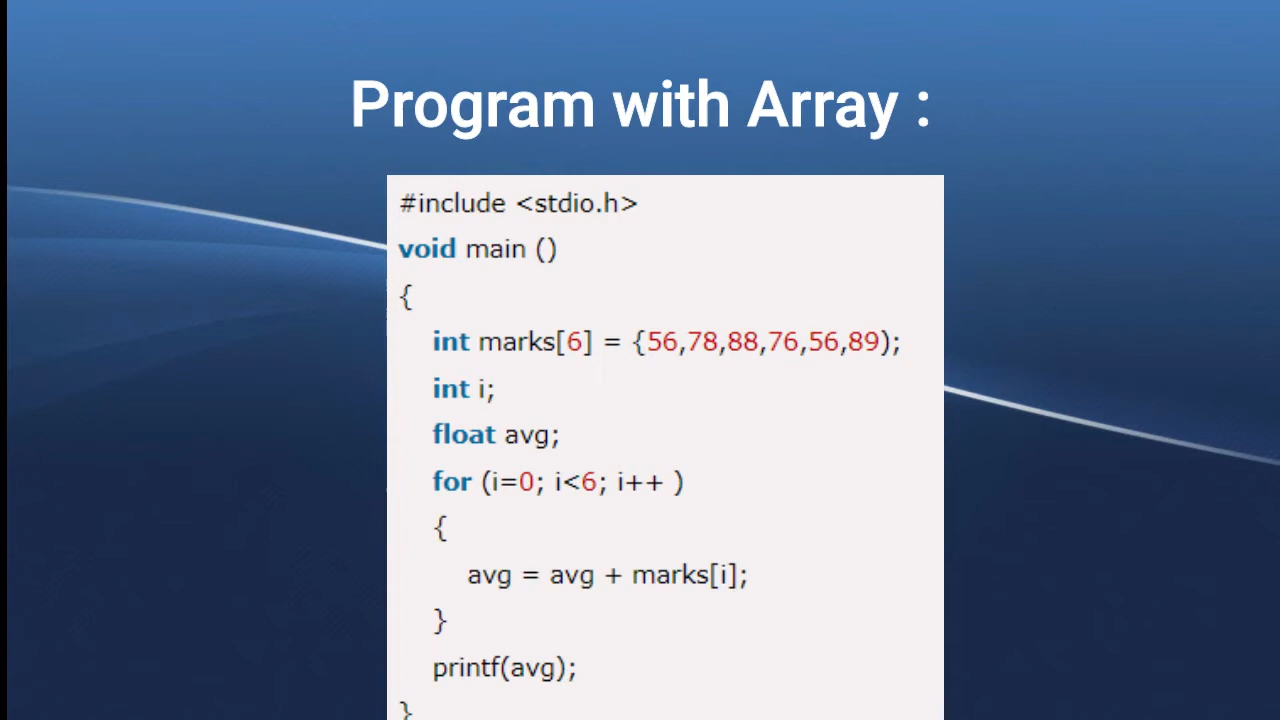 Program with Array :
#include <stdio.h>
void main ()
{
int marks[6] = {56,78,88,76,56,89);
int i;
float avg;
for (i=0; i<6; i++ )
{
avg = avg + marks[i];
}
printf(avg);
}